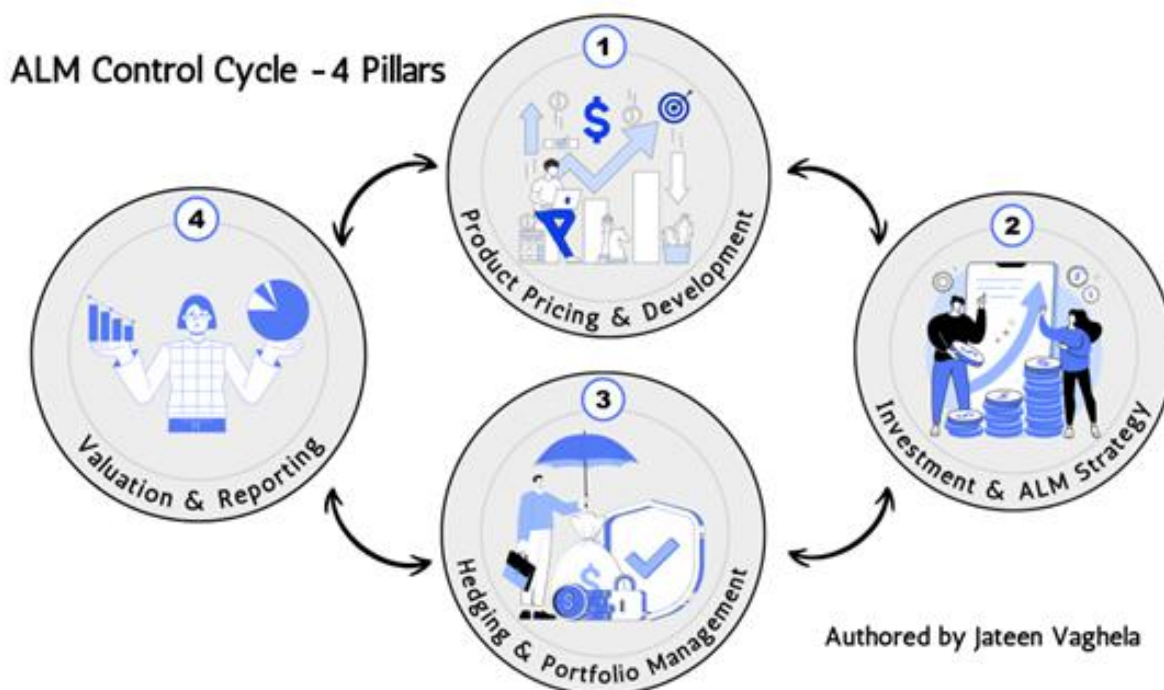 ALM Control Cycle - 4 Pillars
1
Product Pricing & Development
$
2
Investment & ALM Strategy
3
Hedging & Portfolio Management
$
$
4
Valuation & Reporting
Authored by Jateen Vaghela